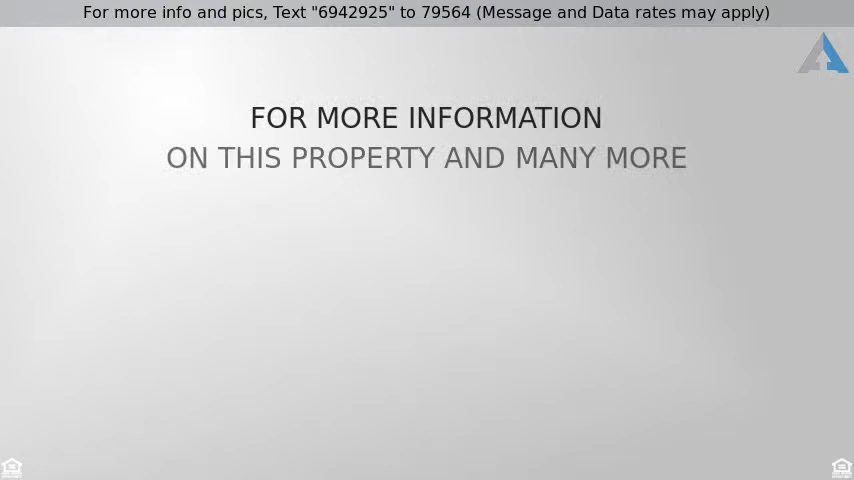 For more info and pics, Text "6942925" to 79564 (Message and Data rates may apply)
FOR MORE INFORMATION
ON THIS PROPERTY AND MANY MORE